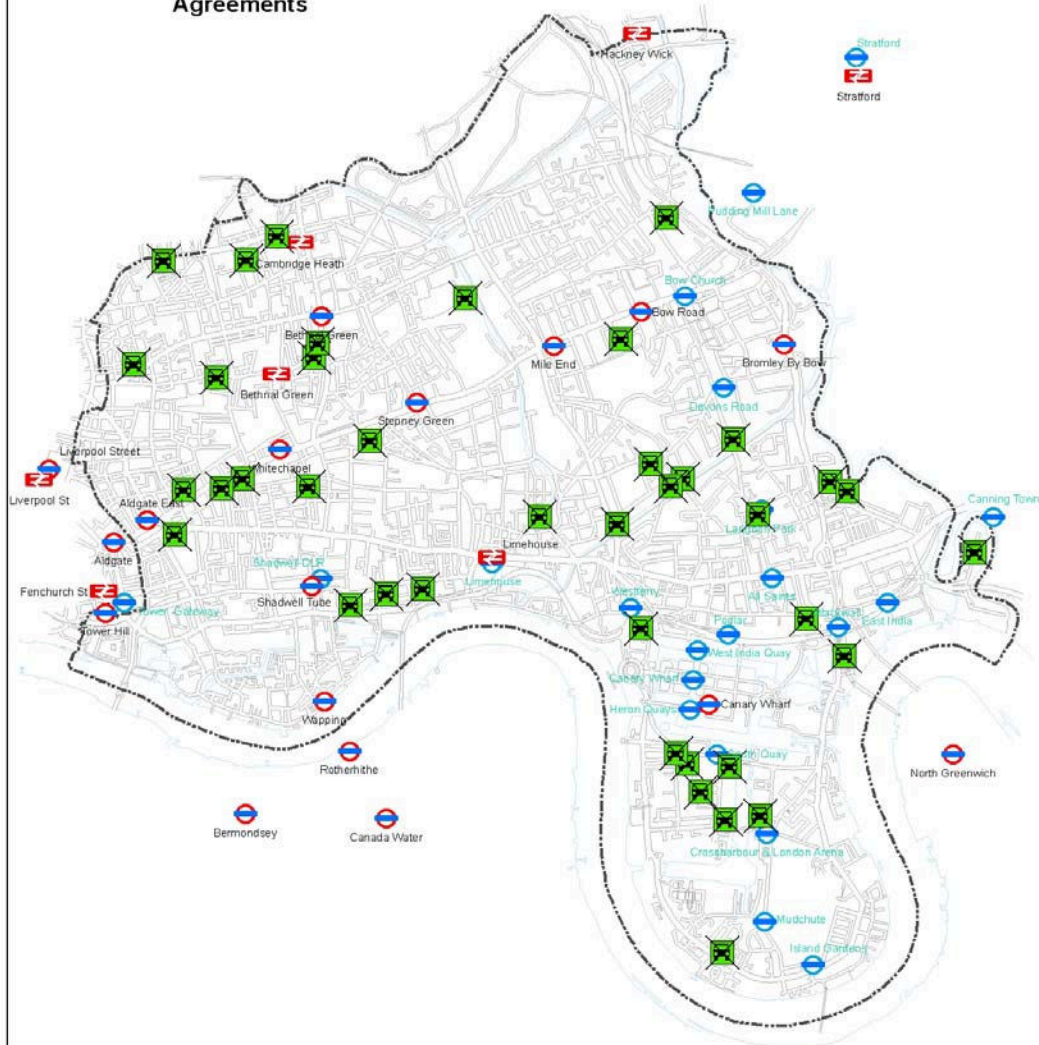 Agreements
Hackney Wick
Stratford
Stratford
Pudding Mill Lane
Cambridge Heath
Bow Church
Bow Road
Bethnal Green
Mile End
Bromley By Bow
Bethnal Green
Devons Road
Stepney Green
Liverpool Street
Whitechapel
Liverpool St
Aldgate East
Canning Town
Langdon Park
Limehouse
Aldgate
Shadwell DLR
Limehouse
Fenchurch St
Westferry
All Saints
Shadwell Tube
Tower Gateway
Blackwall
East India
Tower Hill
Poplar
West India Quay
Canary Wharf
Wapping
Heron Quays
Canary Wharf
South Quay
Rotherhithe
North Greenwich
Bermondsey
Canada Water
Crossharbour & London Arena
Mudchute
Island Gardens